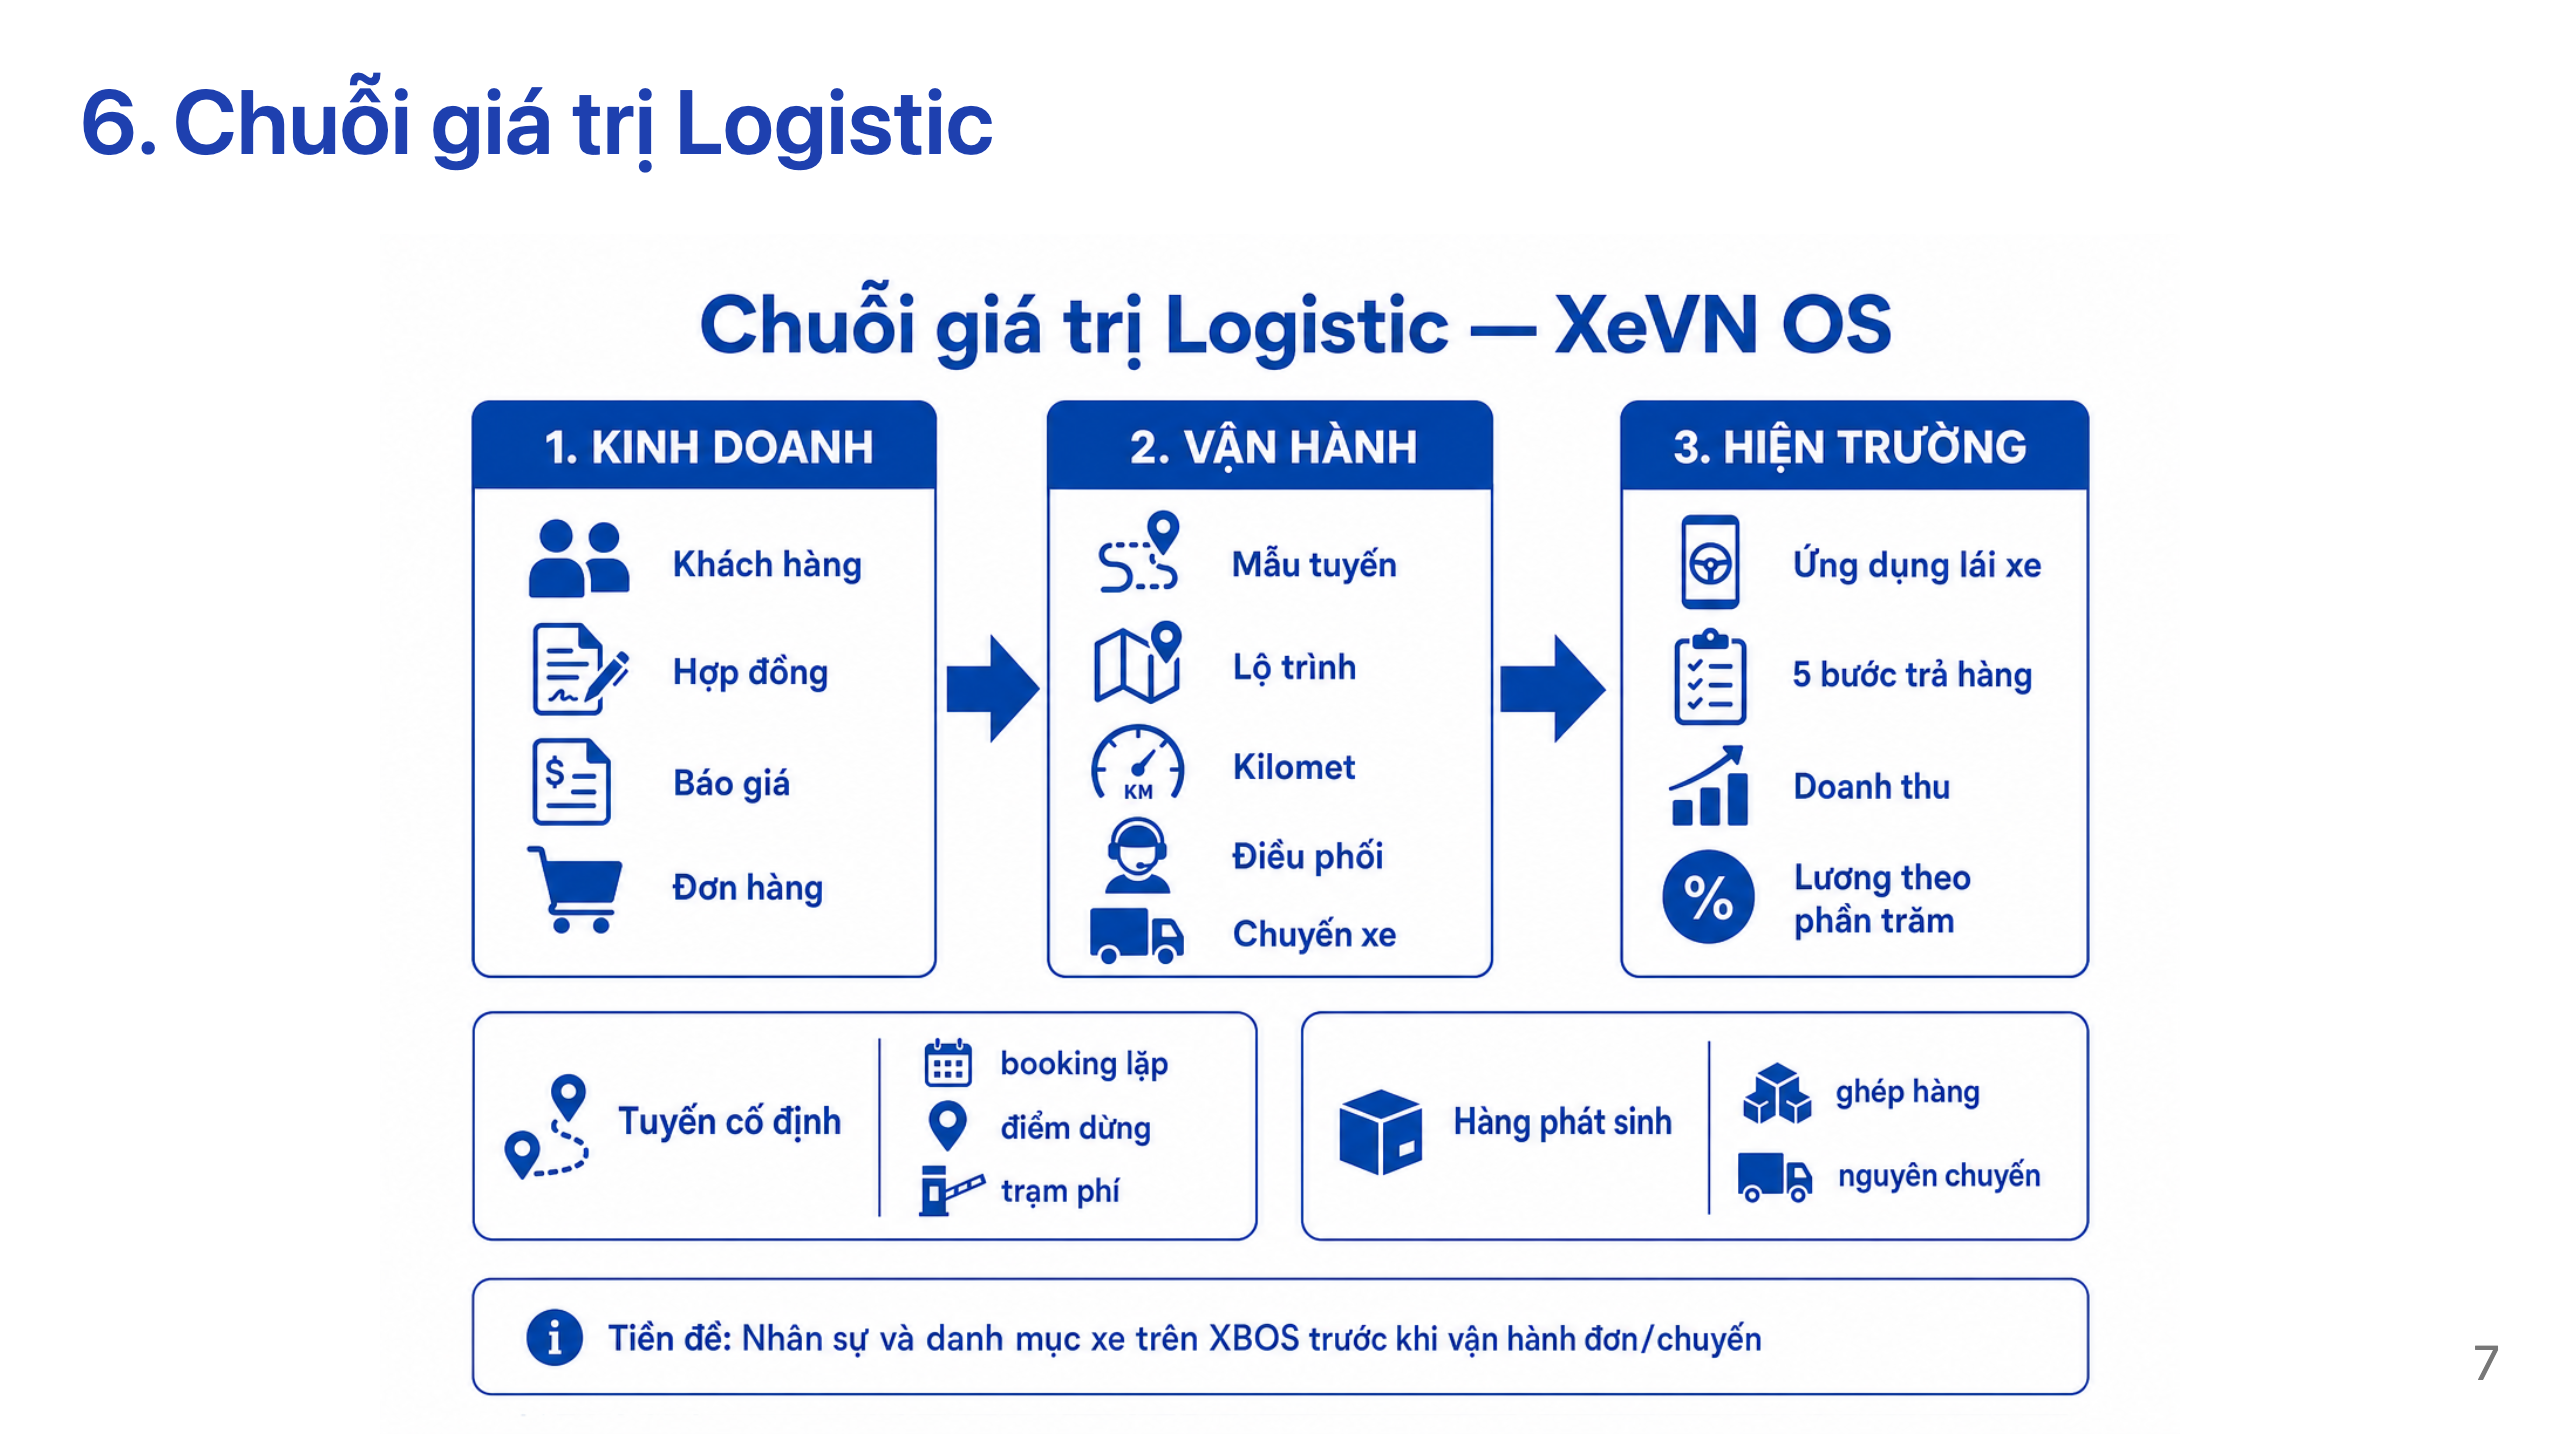 6. Chuỗi giá trị Logistic
Chuỗi giá trị Logistic — XeVN OS
1. KINH DOANH
Khách hàng
Hợp đồng
$
Báo giá
Đơn hàng
2. VẬN HÀNH
Mẫu tuyến
Lộ trình
KM
Kilomet
Điều phối
Chuyến xe
3. HIỆN TRƯỜNG
Ứng dụng lái xe
5 bước trả hàng
Doanh thu
%
Lương theo
phần trăm
Tuyến cố định
booking lặp
điểm dừng
trạm phí
Hàng phát sinh
ghép hàng
nguyên chuyến
i
Tiền đề: Nhân sự và danh mục xe trên XBOS trước khi vận hành đơn/chuyến
7